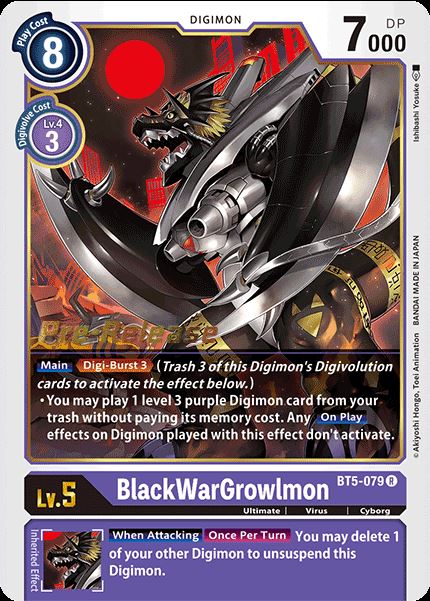 Play Cost
8
DIGIMON
7000
DP
Digivolve Cost
Lv.4
3
Ishibashi Yosuke
© Akiyoshi Hongo, Toei Animation BANDAI MADE IN JAPAN
Pre-Release
Main Digi-Burst 3 (Trash 3 of this Digimon's Digivolution
cards to activate the effect below.)
• You may play 1 level 3 purple Digimon card from your
trash without paying its memory cost. Any On Play
effects on Digimon played with this effect don't activate.
Lv.5
BlackWarGrowlmon
BT5-079 R
Ultimate | Virus | Cyborg
Inherited Effect
When Attacking Once Per Turn You may delete 1
of your other Digimon to unsuspend this
Digimon.